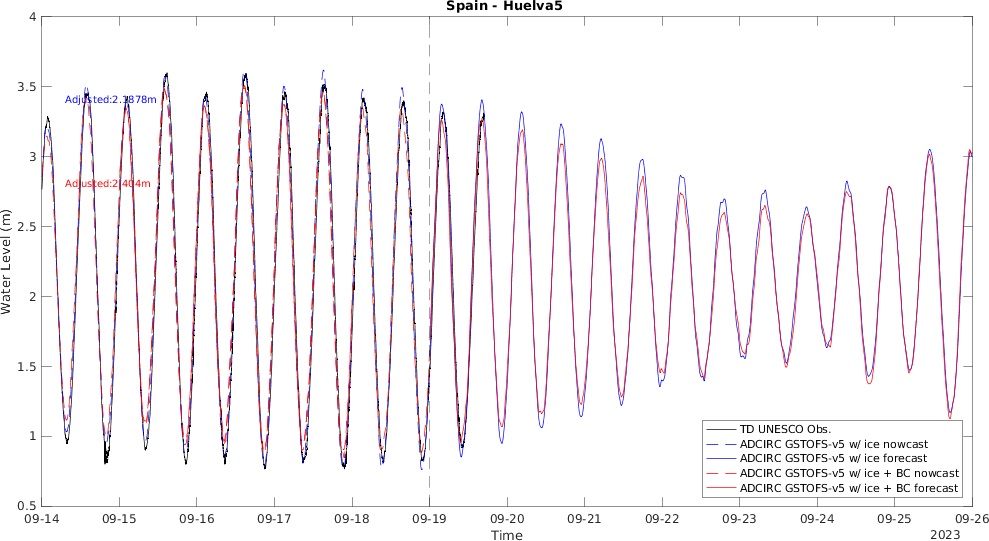 Spain - Huelva5
4
3.5
3
2.5
2
1.5
1
0.5
Water Level (m)
Adjusted:2.1878m
Adjusted:2.404m
TD UNESCO Obs.
ADCIRC GSTOFS-v5 w/ ice nowcast
ADCIRC GSTOFS-v5 w/ ice forecast
ADCIRC GSTOFS-v5 w/ ice + BC nowcast
ADCIRC GSTOFS-v5 w/ ice + BC forecast
09-14 09-15 09-16 09-17 09-18 09-19 09-20 09-21 09-22 09-23 09-24 09-25 09-26
Time
2023